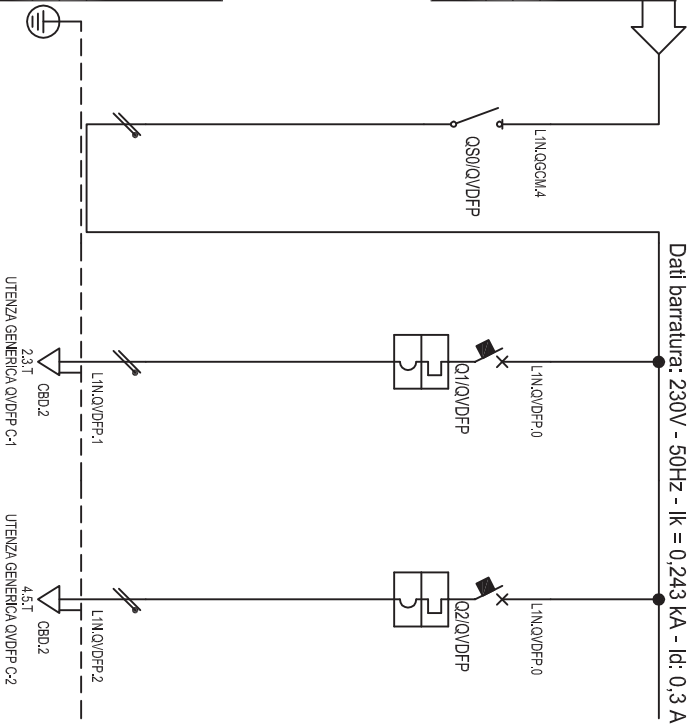 Dati barratura: 230V - 50Hz - Ik = 0,243 kA - Id: 0,3 A
L1N.QGCM.4
QS0/QVDFP
L1N.QVDFP.0
Q1/QVDFP
L1N.QVDFP.1
CBD.2
2.3.T
UTENZA GENERICA QVDFP C-1
L1N.QVDFP.0
Q2/QVDFP
L1N.QVDFP.2
CBD.2
4.5.T
UTENZA GENERICA QVDFP C-2